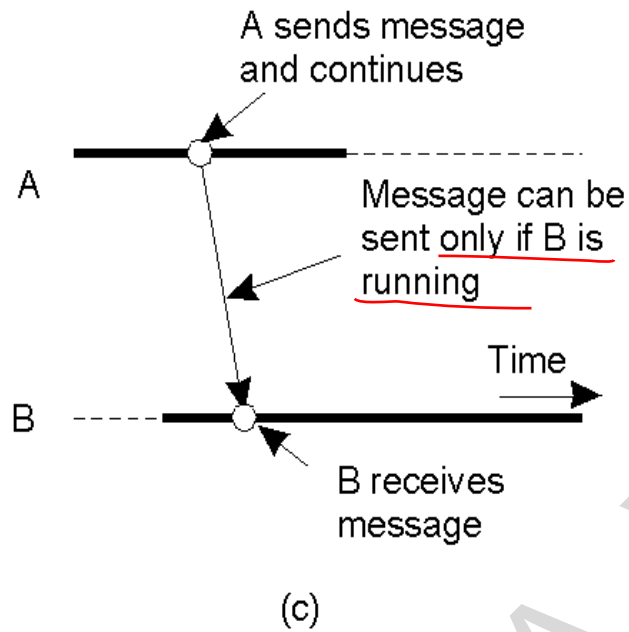 A sends message
and continues
A
Message can be
sent only if B is
running
Time
B
B receives
message
(c)